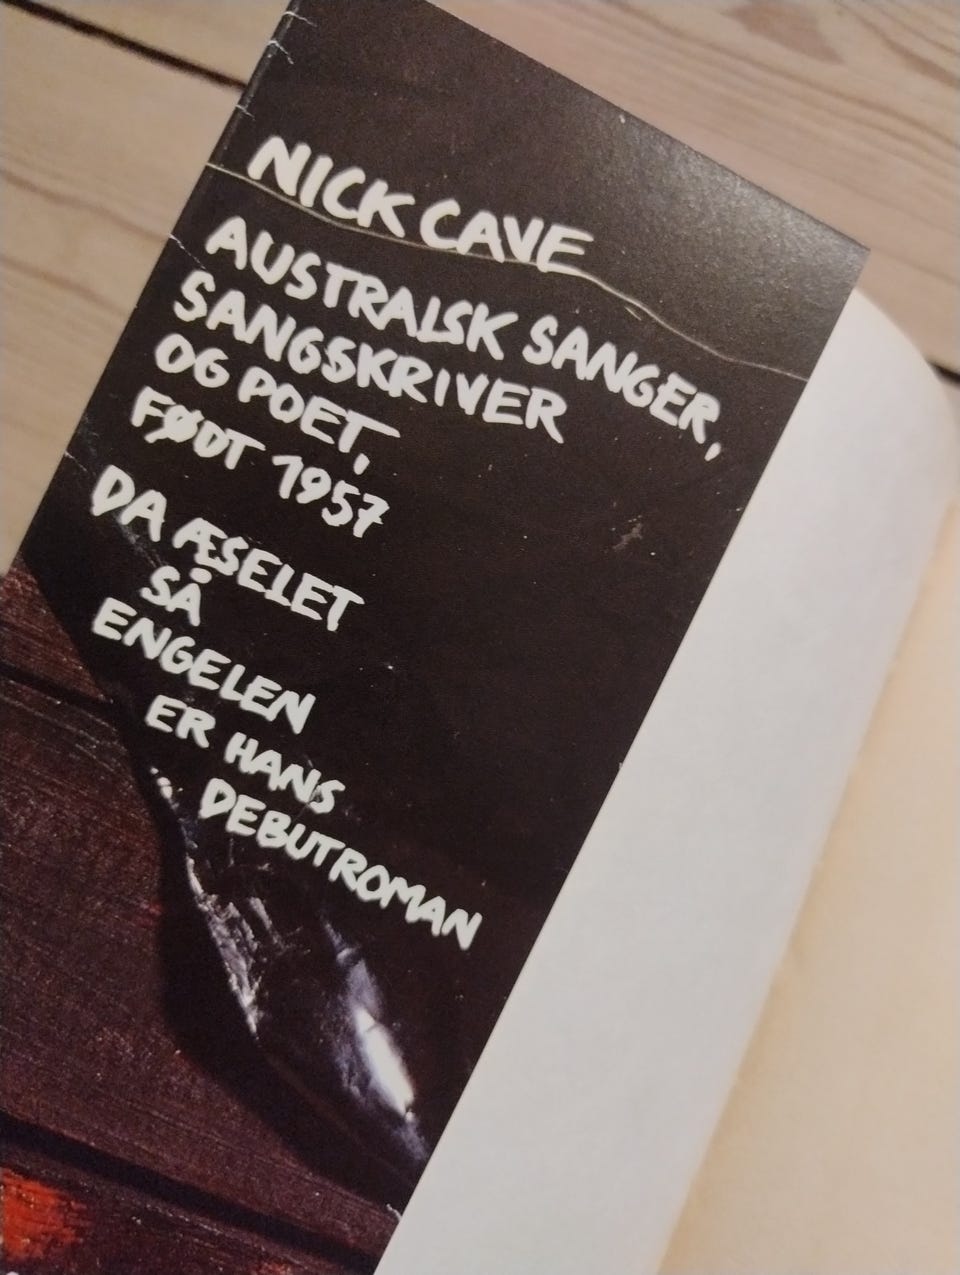 NICK CAVE
AUSTRALSK SANGER,
SANGSKRIVER
OG POET,
FØDT 1957
DA ÆSELET
SÅ
ENGELEN
ER HANS
DEBUTROMAN